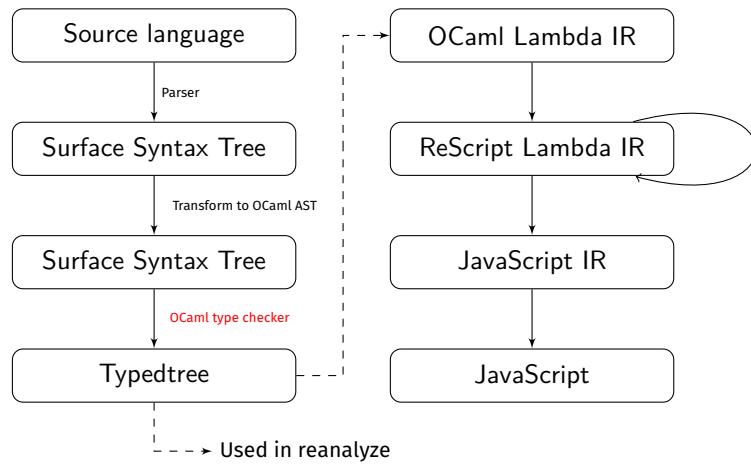 Source language
Parser
Surface Syntax Tree
Transform to OCaml AST
Surface Syntax Tree
OCaml type checker
Typedtree
Used in reanalyze
OCaml Lambda IR
ReScript Lambda IR
JavaScript IR
JavaScript